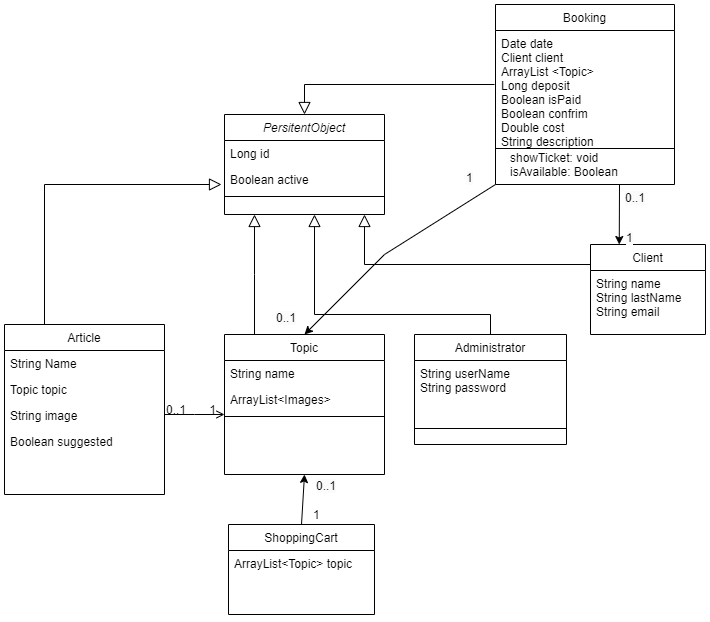 Booking
Date date
Client client
ArrayList <Topic>
Long deposit
Boolean isPaid
Boolean confrim
Double cost
String description
showTicket: void
isAvailable: Boolean
PersitentObject
Long id
Boolean active
1
0..1
1
Client
String name
String lastName
String email
0..1
Article
String Name
Topic topic
String image
Boolean suggested
0..1
1
Topic
String name
ArrayList<Images>
Administrator
String userName
String password
0..1
1
ShoppingCart
ArrayList<Topic> topic